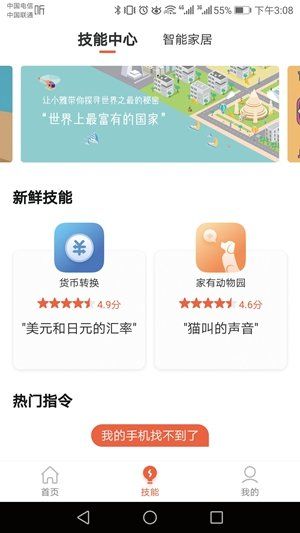 中国电信
中国联通
55% 下午3:08
技能中心 智能家居
让小雅带你探寻世界之最的秘密
“世界上最富有的国家”
新鲜技能
货币转换
4.9分
"美元和日元的汇率"
家有动物园
4.6分
"猫叫的声音"
热门指令
我的手机找不到了
首页 技能 我的